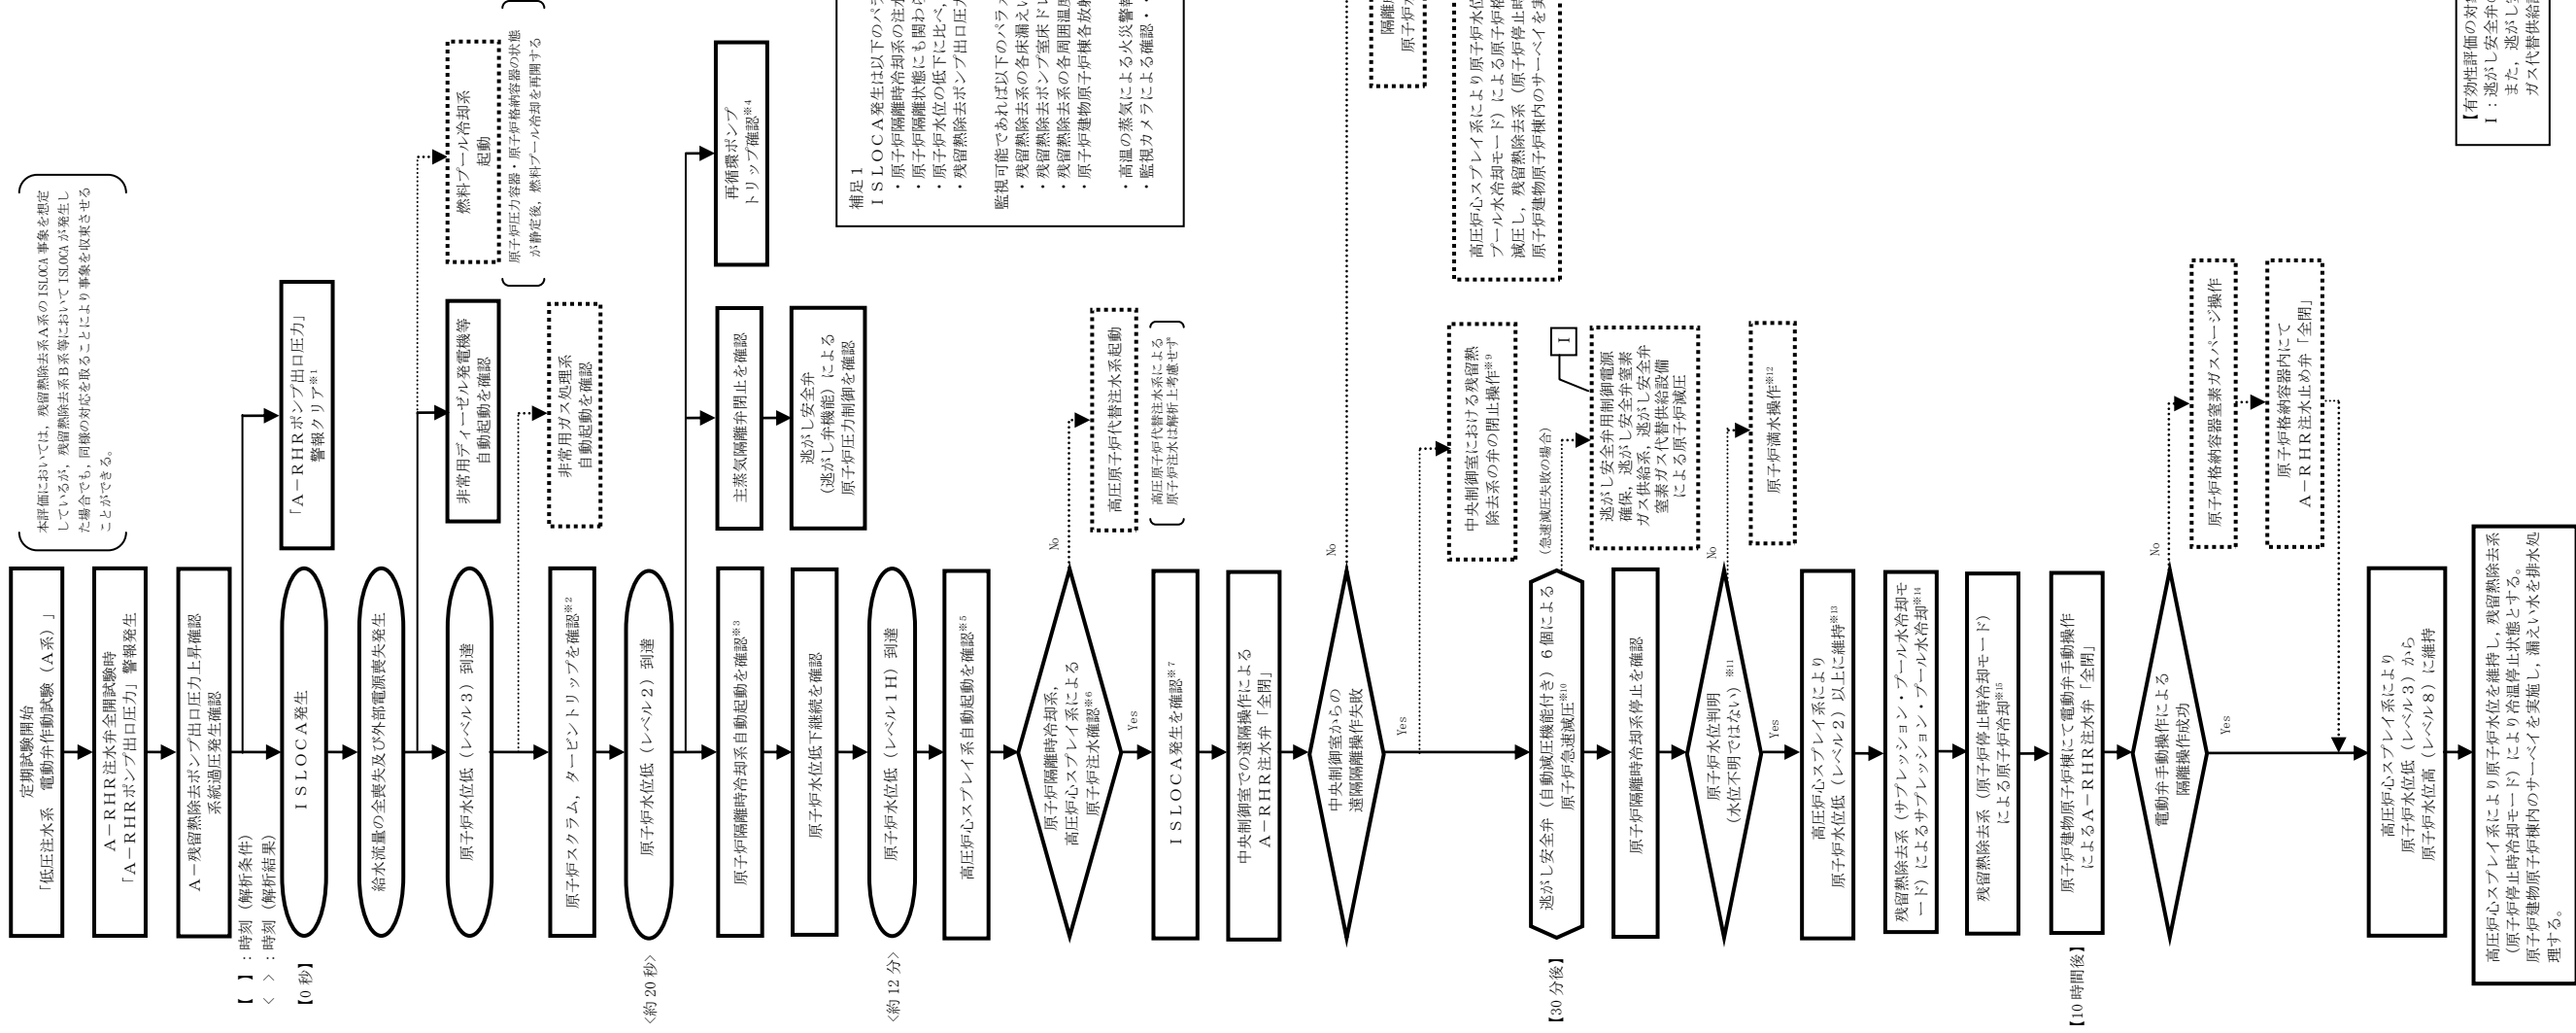 本評価においては，残留熱除去系Ａ系のISLOCA事象を想定
しているが，残留熱除去系Ｂ系等においてISLOCAが発生し
た場合でも，同様の対応を取ることにより事象を収束させる
ことができる。
定期試験開始
「低圧注水系　電動弁作動試験（Ａ系）」
Ａ－ＲＨＲ注水弁全開試験時
「Ａ－ＲＨＲポンプ出口圧力」警報発生
Ａ－残留熱除去ポンプ出口圧力上昇確認
系統過圧発生確認
【　】：時刻（解析条件）
＜　＞：時刻（解析結果）
「Ａ－ＲＨＲポンプ出口圧力」
警報クリア※1
【0 秒】
ＩＳＬＯＣＡ発生
給水流量の全喪失及び外部電源喪失発生
燃料プール冷却系
起動
原子炉圧力容器・原子炉格納容器の状態
が静定後，燃料プール冷却を再開する
非常用ディーゼル発電機等
自動起動を確認
原子炉水位低（レベル３）到達
非常用ガス処理系
自動起動を確認
原子炉スクラム，タービントリップを確認※2
<約 20 秒>
原子炉水位低（レベル２）到達
再循環ポンプ
トリップ確認※4
主蒸気隔離弁閉止を確認
原子炉隔離時冷却系自動起動を確認※3
逃がし安全弁
（逃がし弁機能）による
原子炉圧力制御を確認
原子炉水位低下継続を確認
補足１
ＩＳＬＯＣＡ発生は以下のパラ
・原子炉隔離時冷却系の注水
・原子炉隔離状態にも関わら
・原子炉水位の低下に比べ，
・残留熱除去ポンプ出口圧力
監視可能であれば以下のパラメ
・残留熱除去系の各床漏えい
・残留熱除去ポンプ室床ドレ
・残留熱除去系の各周囲温度
・原子炉建物原子炉棟各放射
・高温の蒸気による火災警報
・監視カメラによる確認・・
<約 12 分>
原子炉水位低（レベル１Ｈ）到達
高圧炉心スプレイ系自動起動を確認※5
原子炉隔離時冷却系，
高圧炉心スプレイ系による
原子炉注水確認※6
No
Yes
高圧原子炉代替注水系起動
高圧原子炉代替注水系による
原子炉注水は解析上考慮せず
ＩＳＬＯＣＡ発生を確認※7
中央制御室での遠隔操作による
Ａ－ＲＨＲ注水弁「全閉」
中央制御室からの
遠隔隔離操作失敗
No
Yes
隔離成
原子炉水
高圧炉心スプレイ系により原子炉水位
プール水冷却モード）による原子炉格
減圧し，残留熱除去系（原子炉停止時
原子炉建物原子炉棟内のサーベイを実
中央制御室における残留熱
除去系の弁の閉止操作※9
【30 分後】
逃がし安全弁（自動減圧機能付き）６個による
原子炉急速減圧※10
（急速減圧失敗の場合）
Ｉ
逃がし安全弁用制御電源
確保，逃がし安全弁窒素
ガス供給系，逃がし安全弁
窒素ガス代替供給設備
による原子炉減圧
原子炉隔離時冷却系停止を確認
原子炉水位判明
（水位不明ではない）※11
No
Yes
原子炉満水操作※12
高圧炉心スプレイ系により
原子炉水位低（レベル２）以上に維持※13
残留熱除去系（サプレッション・プール水冷却モ
ード）によるサプレッション・プール水冷却※14
残留熱除去系（原子炉停止時冷却モード）
による原子炉冷却※15
【10 時間後】
原子炉建物原子炉棟にて電動弁手動操作
によるＡ－ＲＨＲ注水弁「全閉」
電動弁手動操作による
隔離操作成功
No
Yes
原子炉格納容器窒素ガスパージ操作
原子炉格納容器内にて
Ａ－ＲＨＲ注水止め弁「全閉」
高圧炉心スプレイ系により
原子炉水位低（レベル３）から
原子炉水位高（レベル８）に維持
高圧炉心スプレイ系により原子炉水位を維持し，残留熱除去系
（原子炉停止時冷却モード）により冷温停止状態とする。
原子炉建物原子炉棟内のサーベイを実施し，漏えい水を排水処
理する。
【有効性評価の対象
Ｉ：逃がし安全弁の
また，逃がし安
ガス代替供給設